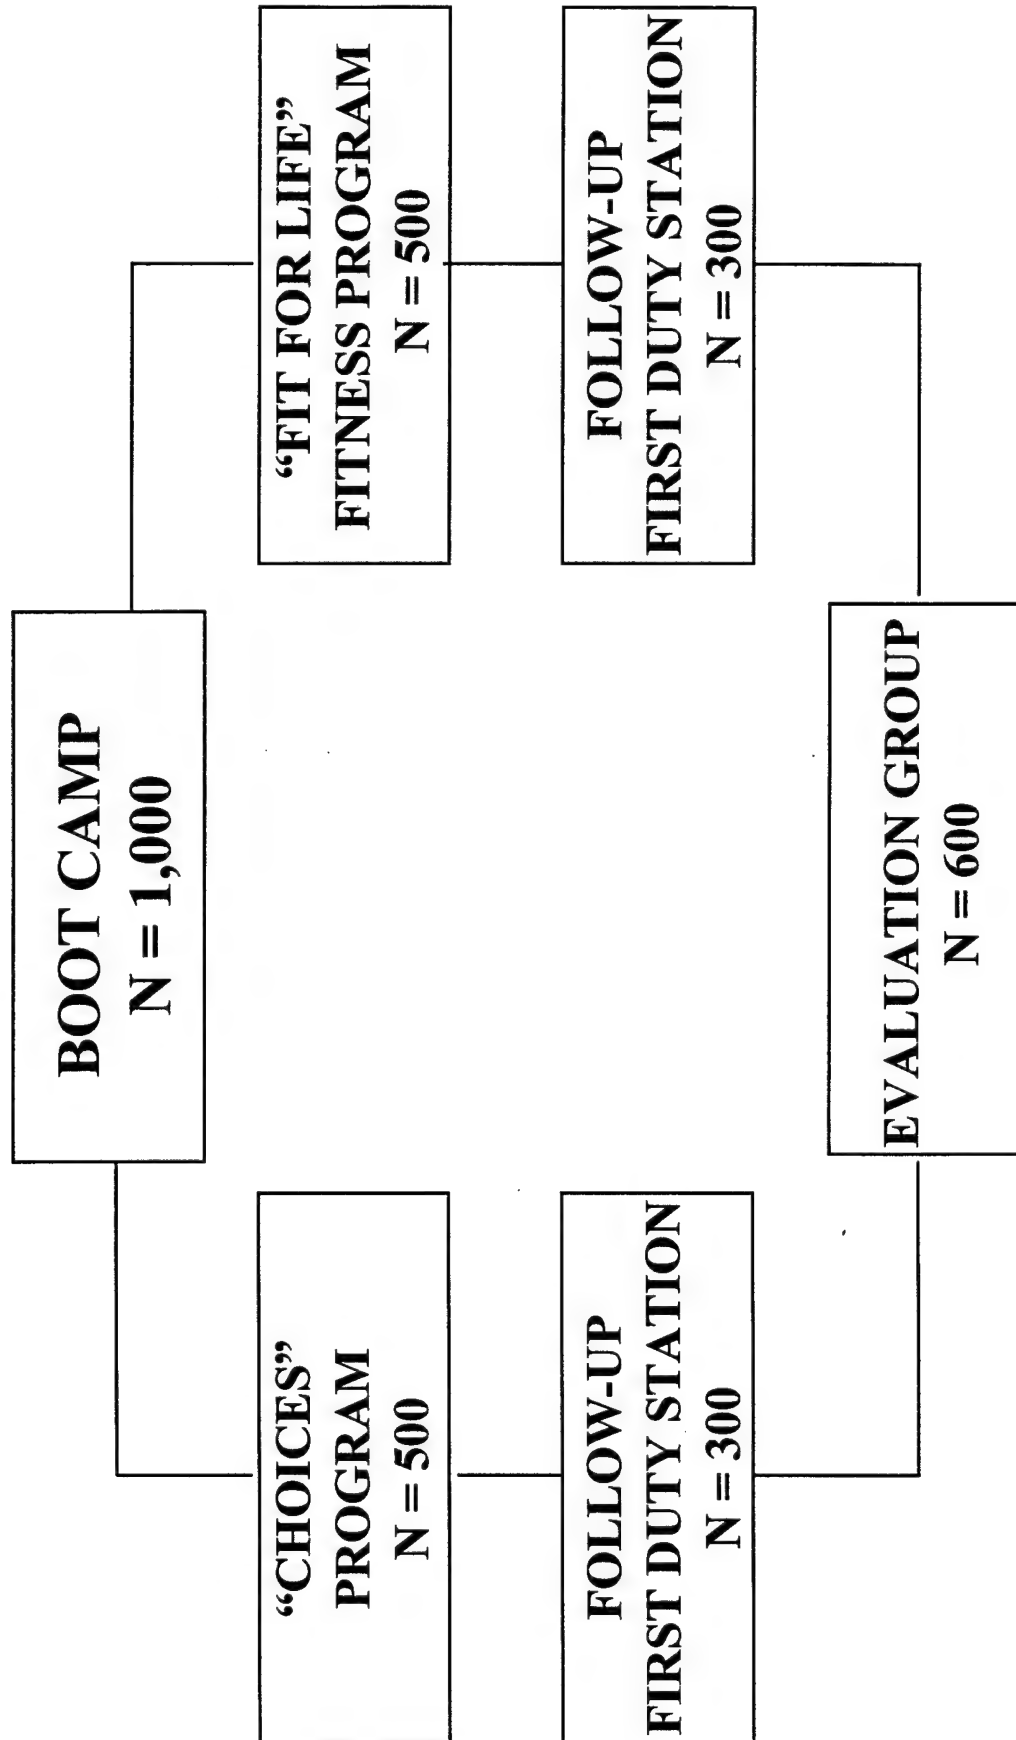 BOOT CAMP
N = 1,000
“CHOICES”
PROGRAM
N = 500
“FIT FOR LIFE”
FITNESS PROGRAM
N = 500
FOLLOW-UP
FIRST DUTY STATION
N = 300
FOLLOW-UP
FIRST DUTY STATION
N = 300
EVALUATION GROUP
N = 600